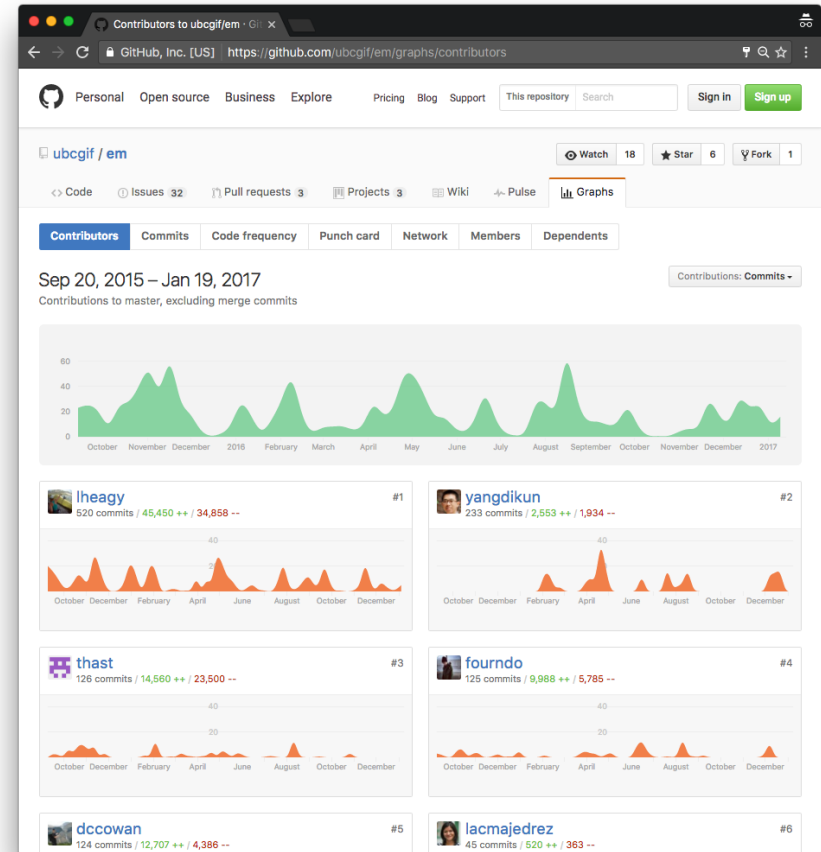 Contributors to ubcgif/em · Gi
GitHub, Inc. [US] https://github.com/ubcgif/em/graphs/contributors
Personal Open source Business Explore Pricing Blog Support This repository Search Sign in Sign up
ubcgif / em Watch 18 Star 6 Fork 1
Code Issues 32 Pull requests 3 Projects 3 Wiki Pulse Graphs
Contributors Commits Code frequency Punch card Network Members Dependents
Sep 20, 2015 – Jan 19, 2017 Contributions: Commits
Contributions to master, excluding merge commits
60
40
20
0
October November December 2016 February March April May June July August September October November December 2017
lheagy #1
520 commits / 45,450 ++ / 34,858 --
40
October December February April June August October December
yangdikun #2
233 commits / 2,553 ++ / 1,934 --
40
October December February April June August October December
thast #3
126 commits / 14,560 ++ / 23,500 --
40
20
October December February April June August October December
fourndo #4
125 commits / 9,988 ++ / 5,785 --
40
20
October December February April June August October December
dccowan #5
124 commits / 12,707 ++ / 4,386 --
lacmajedrez #6
45 commits / 520 ++ / 363 --